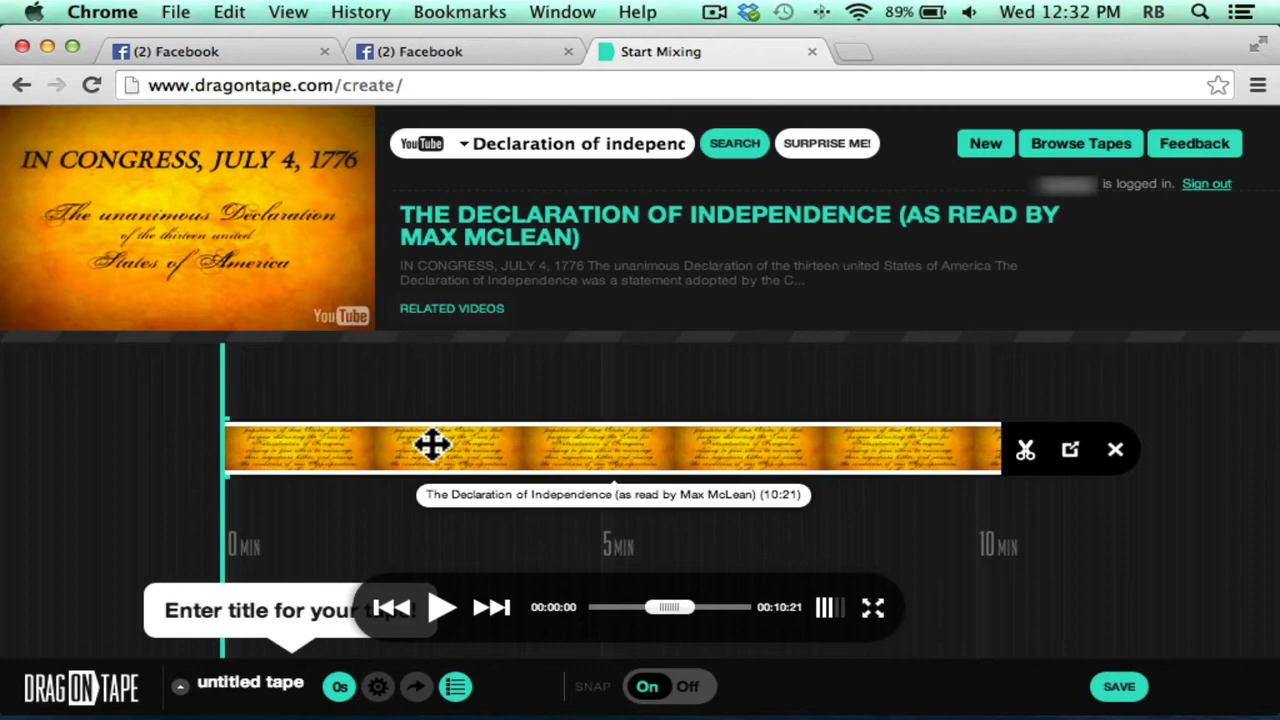 Chrome File Edit View History Bookmarks Window Help 89% Wed 12:32 PM RB
(2) Facebook (2) Facebook Start Mixing
www.dragontape.com/create/
IN CONGRESS, JULY 4, 1776
The unanimous Declaration
of the thirteen united
States of America
YouTube
YouTube Declaration of independenc SEARCH SURPRISE ME! New Browse Tapes Feedback
is logged in. Sign out
THE DECLARATION OF INDEPENDENCE (AS READ BY
MAX MCLEAN)
IN CONGRESS, JULY 4, 1776 The unanimous Declaration of the thirteen united States of America The
Declaration of Independence was a statement adopted by the C...
RELATED VIDEOS
The Declaration of Independence (as read by Max McLean) (10:21)
0 MIN 5 MIN 10 MIN
Enter title for your tape!
00:00:00 00:10:21
DRAGONTAPE untitled tape 0s SNAP On Off SAVE